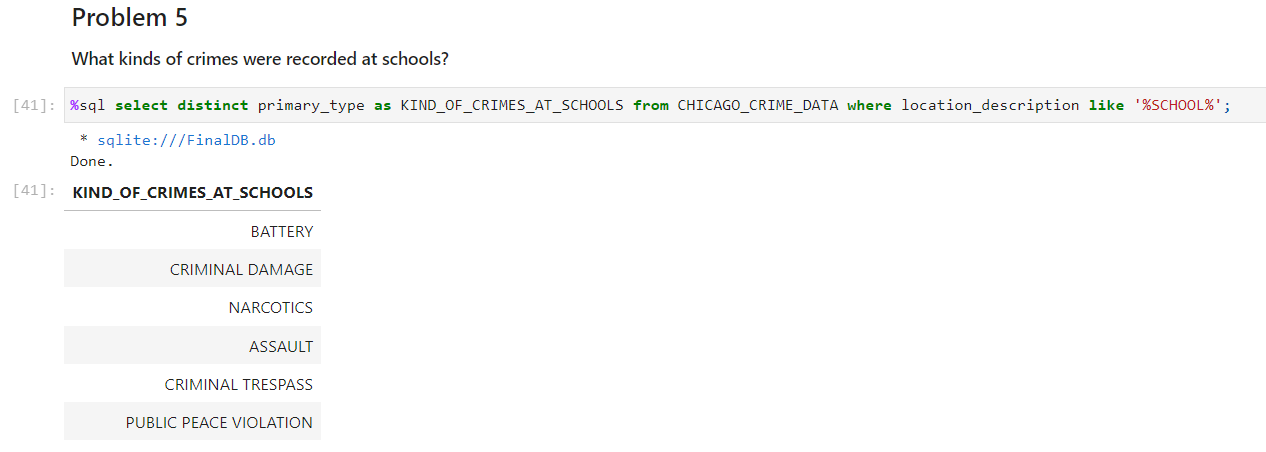 Problem 5
What kinds of crimes were recorded at schools?
[41]: %sql select distinct primary_type as KIND_OF_CRIMES_AT_SCHOOLS from CHICAGO_CRIME_DATA where location_description like '%SCHOOL%';
* sqlite:///FinalDB.db
Done.
[41]: KIND_OF_CRIMES_AT_SCHOOLS
BATTERY
CRIMINAL DAMAGE
NARCOTICS
ASSAULT
CRIMINAL TRESPASS
PUBLIC PEACE VIOLATION